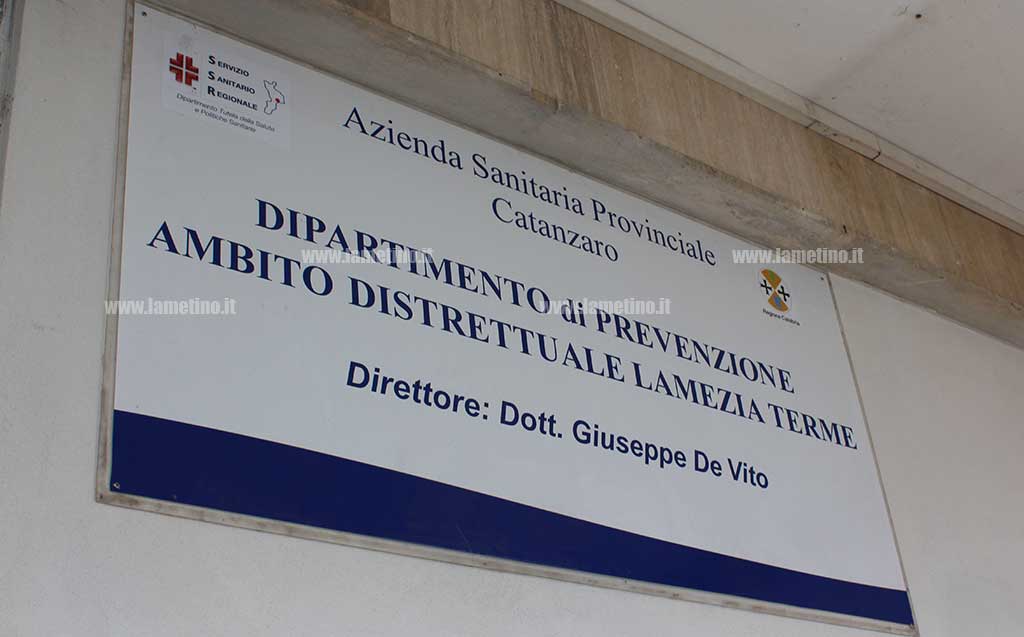 SERVIZIO
SANITARIO
REGIONALE
Dipartimento Tutela della Salute
e Politiche Sanitarie
Azienda Sanitaria Provinciale
Catanzaro
DIPARTIMENTO di PREVENZIONE
AMBITO DISTRETTUALE LAMEZIA TERME
Direttore: Dott. Giuseppe De Vito
Regione Calabria
www.lametino.it
www.lametino.it
www.lametino.it
www.lametino.it